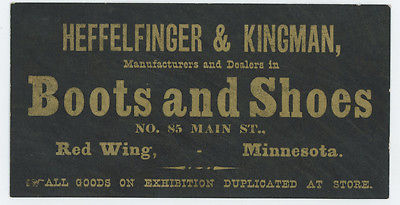 HEFFELFINGER & KINGMAN,
Manufacturers and Dealers in
Boots and Shoes
NO. 85 MAIN ST.,
Red Wing, - Minnesota.
☞ALL GOODS ON EXHIBITION DUPLICATED AT STORE.